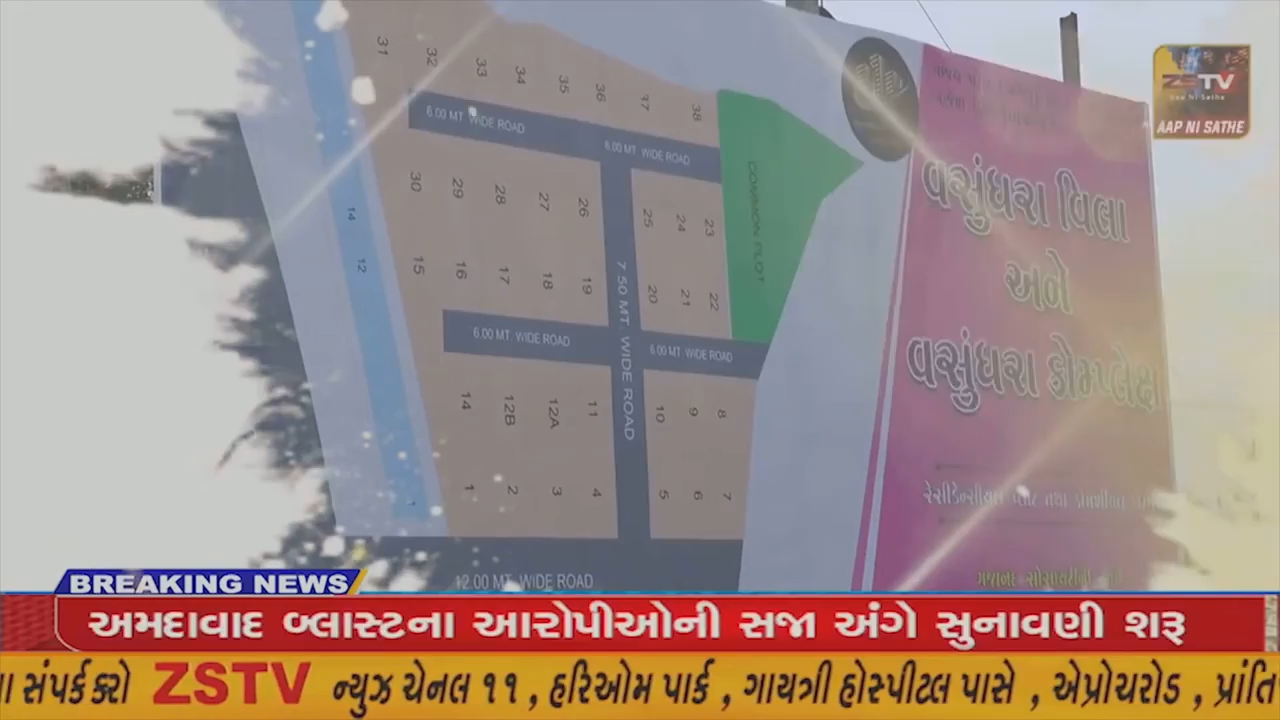 31 32 33 34 35 36 37 38
6.00 MT. WIDE ROAD
6.00 MT. WIDE ROAD
30 29 28 27 26 25 24 23
COMMON PLOT
14
12
15 16 17 18 19 20 21 22
7.50 MT. WIDE ROAD
6.00 MT. WIDE ROAD
6.00 MT. WIDE ROAD
14 12B 12A 11 10 9 8
1 2 3 4 5 6 7
12.00 MT. WIDE ROAD
વસુંધરા વિલા
અને
વસુંધરા કોમ્પ્લેક્ષ
ZSTV
Aap Ni Sathe
AAP NI SATHE
BREAKING NEWS
અમદાવાદ બ્લાસ્ટના આરોપીઓની સજા અંગે સુનાવણી શરૂ
સંપર્ક કરો ZSTV ન્યુઝ ચેનલ ૧૧ , હરિઓમ પાર્ક , ગાયત્રી હોસ્પીટલ પાસે , એપ્રોચરોડ , પ્રાંતિ